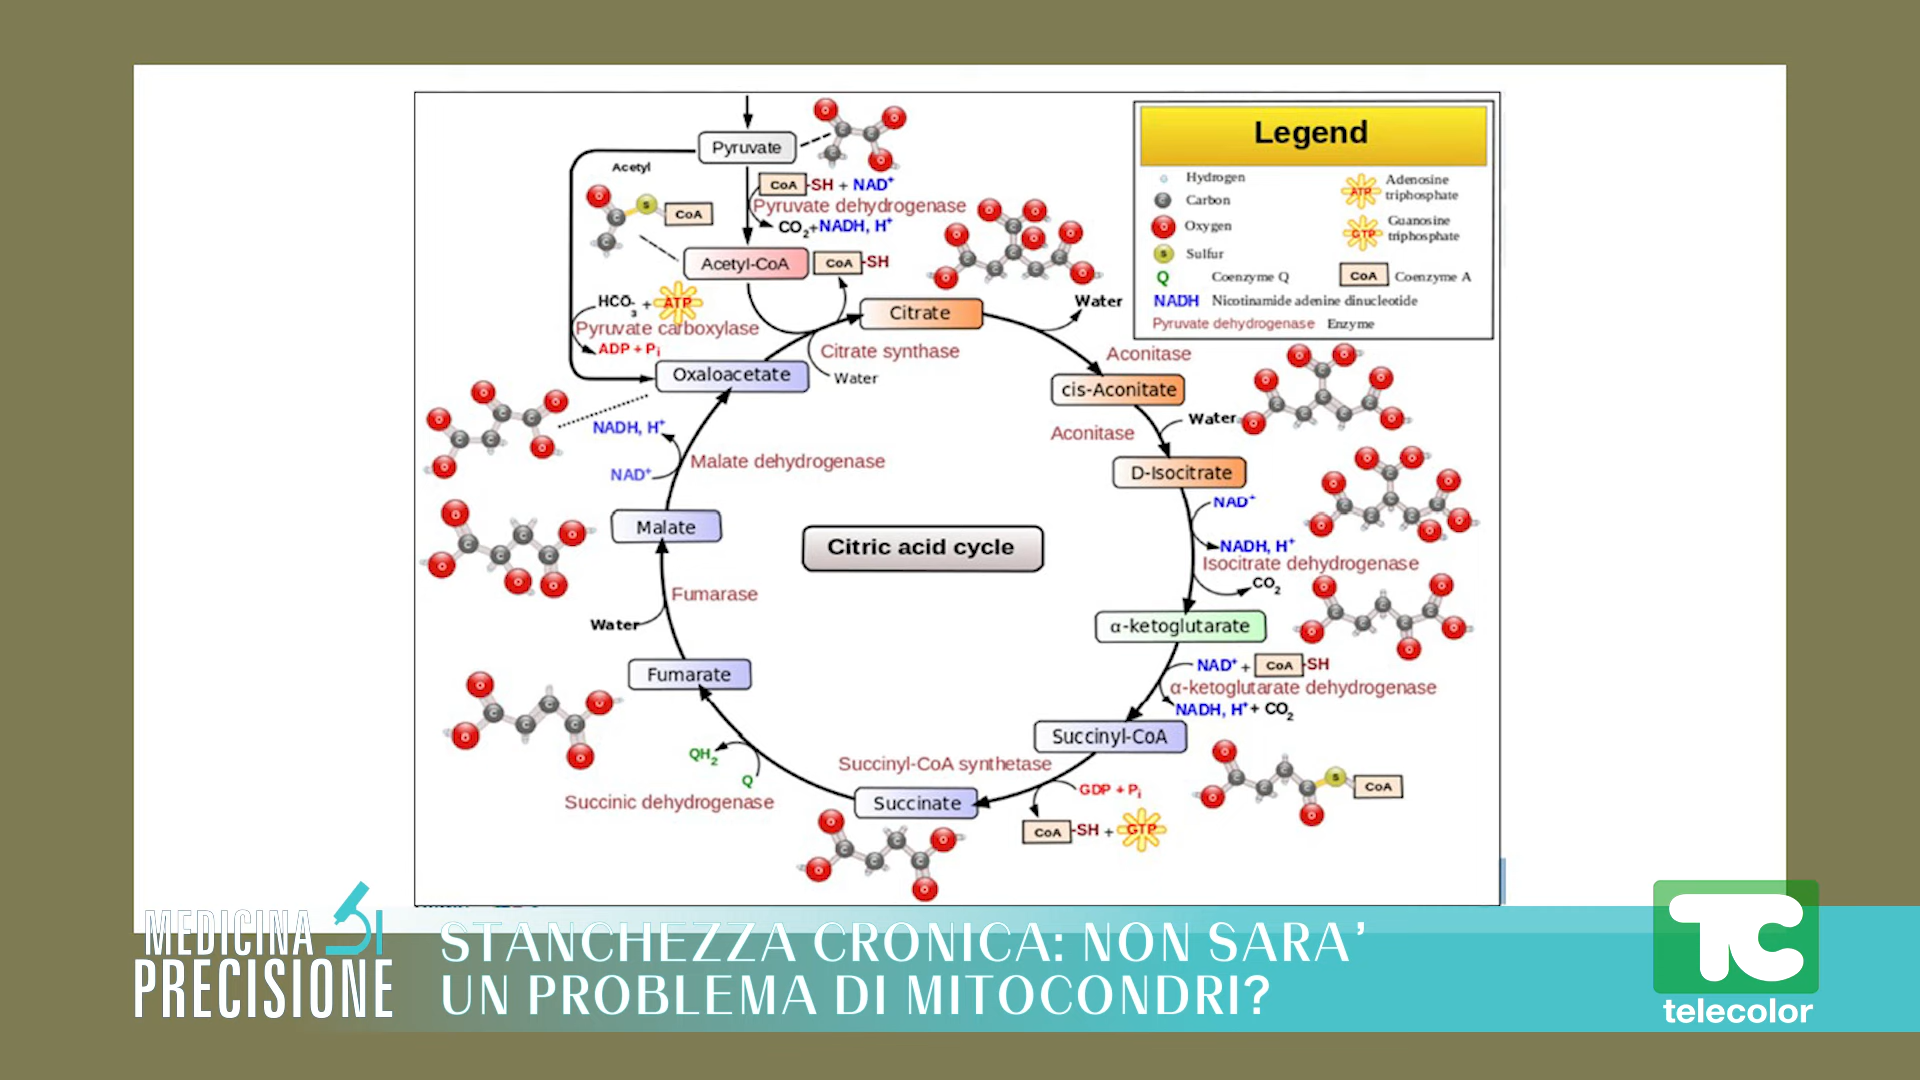 Pyruvate
Acetyl
CoA-SH + NAD+
Pyruvate dehydrogenase
CO2+NADH, H+
S CoA
Acetyl-CoA
CoA-SH
HCO3- + ATP
Pyruvate carboxylase
ADP + Pi
Citrate
Water
Citrate synthase
Water
Oxaloacetate
Aconitase
cis-Aconitate
Water
Aconitase
D-Isocitrate
NAD+
NADH, H+
Isocitrate dehydrogenase
CO2
α-ketoglutarate
NAD+ + CoA-SH
α-ketoglutarate dehydrogenase
NADH, H+ + CO2
Succinyl-CoA
S CoA
Succinyl-CoA synthetase
GDP + Pi
CoA-SH + GTP
Succinate
Succinic dehydrogenase
Q
QH2
Fumarate
Water
Fumarase
Malate
Malate dehydrogenase
NAD+
NADH, H+
Citric acid cycle
Legend
Hydrogen
C Carbon
O Oxygen
S Sulfur
Q Coenzyme Q
NADH Nicotinamide adenine dinucleotide
Pyruvate dehydrogenase Enzyme
ATP Adenosine
triphosphate
GTP Guanosine
triphosphate
CoA Coenzyme A
MEDICINA DI
PRECISIONE
STANCHEZZA CRONICA: NON SARA'
UN PROBLEMA DI MITOCONDRI?
TC
telecolor